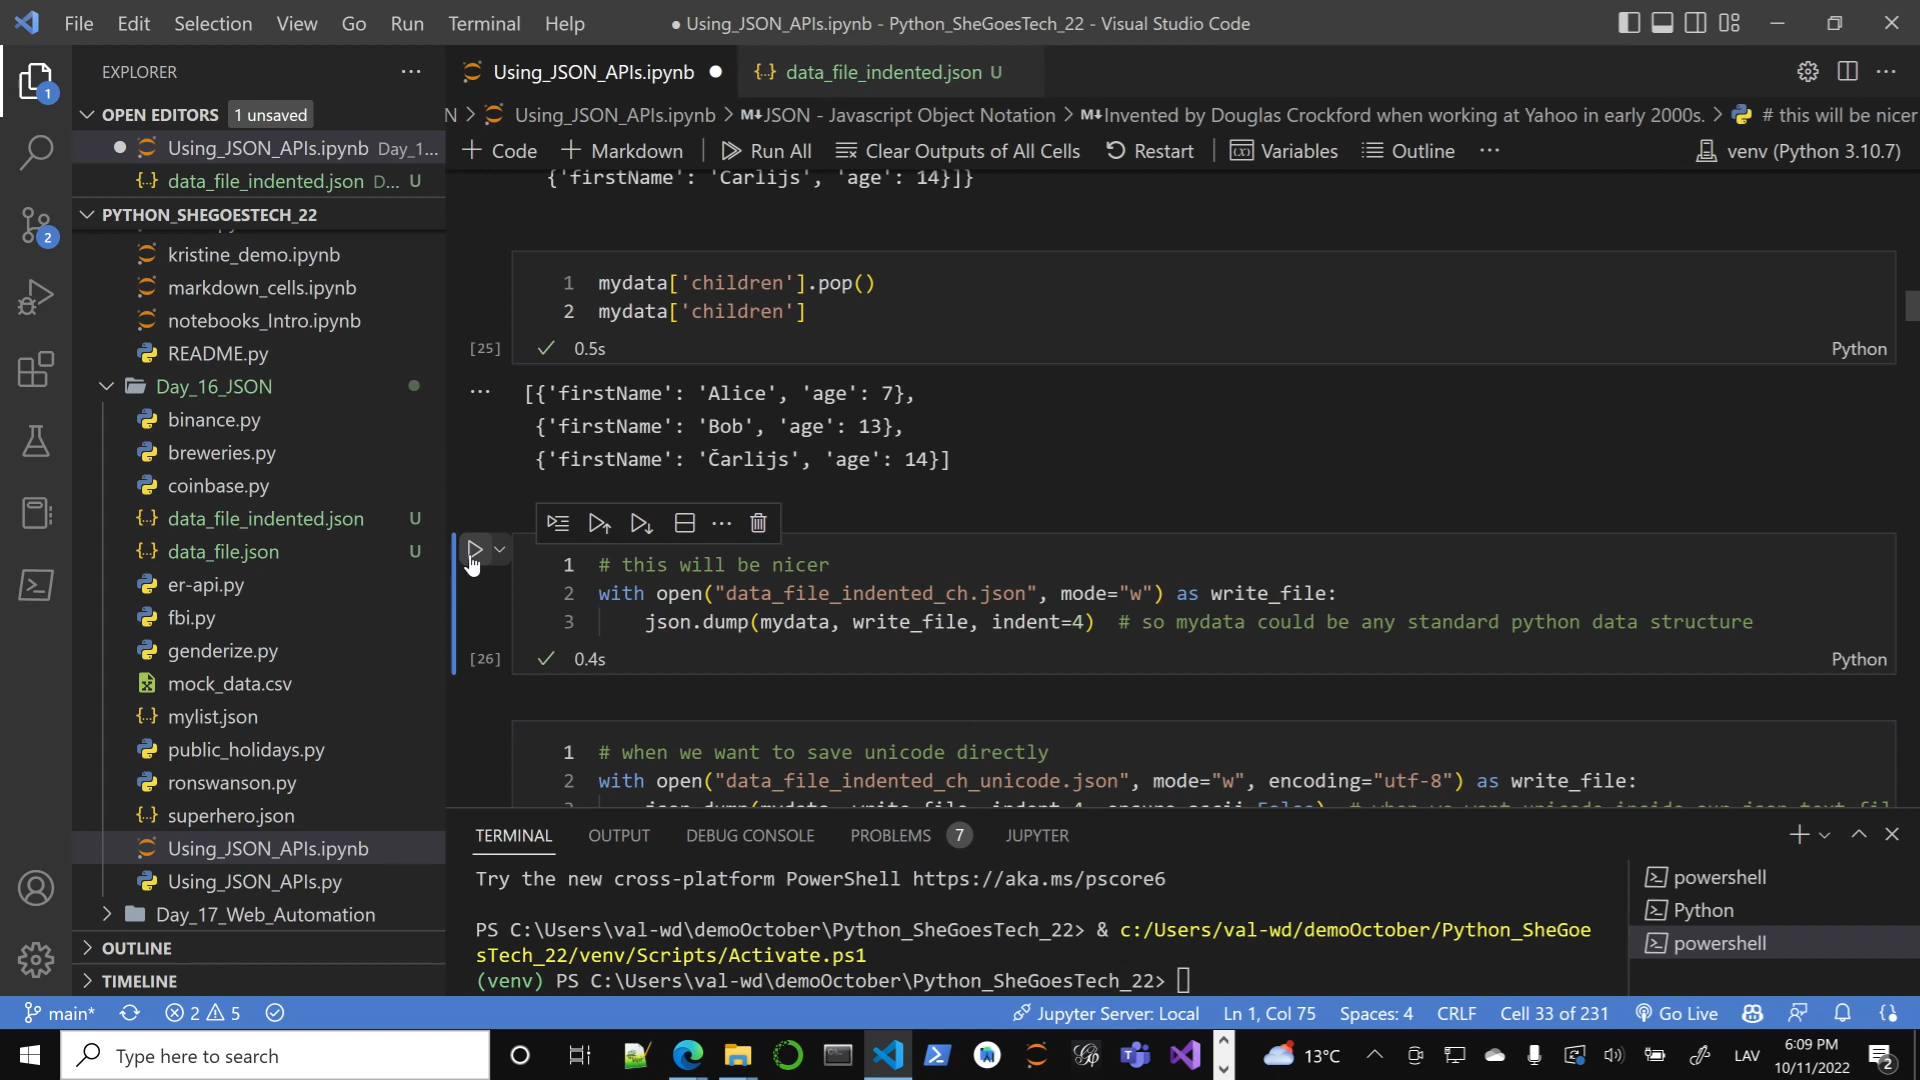 File Edit Selection View Go Run Terminal Help ● Using_JSON_APIs.ipynb - Python_SheGoesTech_22 - Visual Studio Code
EXPLORER
OPEN EDITORS 1 unsaved
Using_JSON_APIs.ipynb Day_1...
data_file_indented.json D... U
PYTHON_SHEGOESTECH_22
kristine_demo.ipynb
markdown_cells.ipynb
notebooks_Intro.ipynb
README.py
Day_16_JSON
binance.py
breweries.py
coinbase.py
data_file_indented.json U
data_file.json U
er-api.py
fbi.py
genderize.py
mock_data.csv
mylist.json
public_holidays.py
ronswanson.py
superhero.json
Using_JSON_APIs.ipynb
Using_JSON_APIs.py
Day_17_Web_Automation
OUTLINE
TIMELINE
1
2
Using_JSON_APIs.ipynb ● data_file_indented.json U
N > Using_JSON_APIs.ipynb > M↓JSON - Javascript Object Notation > M↓Invented by Douglas Crockford when working at Yahoo in early 2000s. > # this will be nicer
+ Code + Markdown Run All Clear Outputs of All Cells Restart Variables Outline ... venv (Python 3.10.7)
{'firstName': 'Čarlijs', 'age': 14}]}
1 mydata['children'].pop()
2 mydata['children']
[25] ✓ 0.5s Python
... [{'firstName': 'Alice', 'age': 7},
{'firstName': 'Bob', 'age': 13},
{'firstName': 'Čarlijs', 'age': 14}]
1 # this will be nicer
2 with open("data_file_indented_ch.json", mode="w") as write_file:
3 json.dump(mydata, write_file, indent=4) # so mydata could be any standard python data structure
[26] ✓ 0.4s Python
1 # when we want to save unicode directly
2 with open("data_file_indented_ch_unicode.json", mode="w", encoding="utf-8") as write_file:
TERMINAL OUTPUT DEBUG CONSOLE PROBLEMS 7 JUPYTER
Try the new cross-platform PowerShell https://aka.ms/pscore6
PS C:\Users\val-wd\demoOctober\Python_SheGoesTech_22> & c:/Users/val-wd/demoOctober/Python_SheGoe
sTech_22/venv/Scripts/Activate.ps1
(venv) PS C:\Users\val-wd\demoOctober\Python_SheGoesTech_22>
powershell
Python
powershell
main* 2 5 Jupyter Server: Local Ln 1, Col 75 Spaces: 4 CRLF Cell 33 of 231 Go Live
Type here to search 13°C LAV 6:09 PM
10/11/2022 2